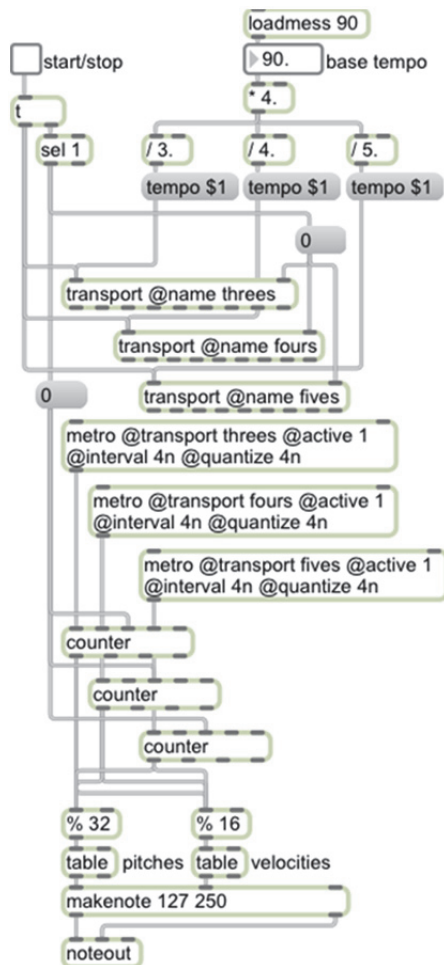 loadmess 90
start/stop
90. base tempo
* 4.
t
sel 1
/ 3.
/ 4.
/ 5.
tempo $1
tempo $1
tempo $1
0
transport @name threes
transport @name fours
0
transport @name fives
metro @transport threes @active 1
@interval 4n @quantize 4n
metro @transport fours @active 1
@interval 4n @quantize 4n
metro @transport fives @active 1
@interval 4n @quantize 4n
counter
counter
counter
% 32
% 16
table pitches
table velocities
makenote 127 250
noteout